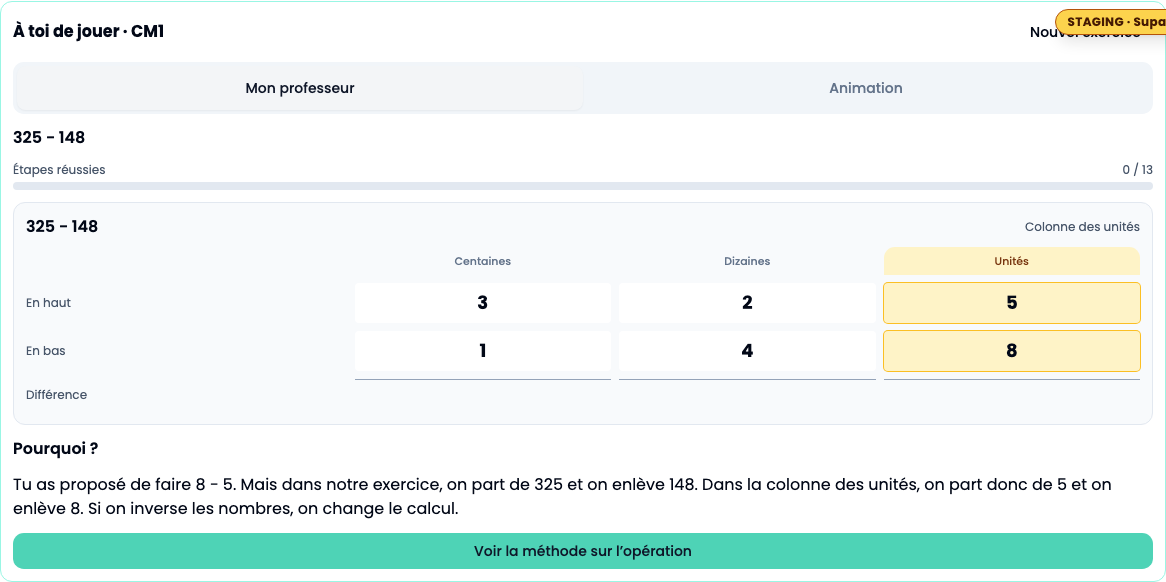 À toi de jouer · CM1
STAGING · Supa
Mon professeur
Animation
325 - 148
Étapes réussies
0 / 13
325 - 148
Colonne des unités
Centaines
Dizaines
Unités
En haut
3
2
5
En bas
1
4
8
Différence
Pourquoi ?
Tu as proposé de faire 8 - 5. Mais dans notre exercice, on part de 325 et on enlève 148. Dans la colonne des unités, on part donc de 5 et on
enlève 8. Si on inverse les nombres, on change le calcul.
Voir la méthode sur l’opération